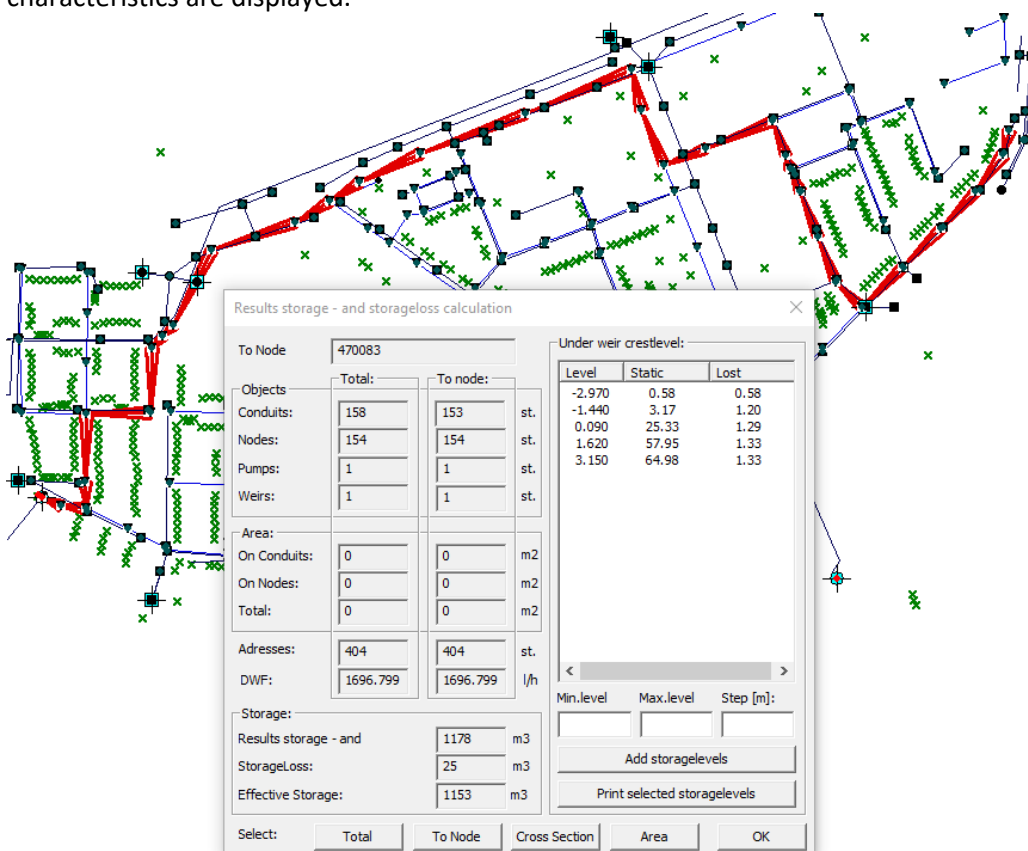 characteristics are displayed.
Results storage - and storageloss calculation
To Node 470083
Objects Total: To node:
Conduits: 158 153 st.
Nodes: 154 154 st.
Pumps: 1 1 st.
Weirs: 1 1 st.
Area:
On Conduits: 0 0 m2
On Nodes: 0 0 m2
Total: 0 0 m2
Adresses: 404 404 st.
DWF: 1696.799 1696.799 l/h
Storage:
Results storage - and 1178 m3
StorageLoss: 25 m3
Effective Storage: 1153 m3
Under weir crestlevel:
Level Static Lost
-2.970 0.58 0.58
-1.440 3.17 1.20
0.090 25.33 1.29
1.620 57.95 1.33
3.150 64.98 1.33
Min.level Max.level Step [m]:
Add storagelevels
Print selected storagelevels
Select: Total To Node Cross Section Area OK